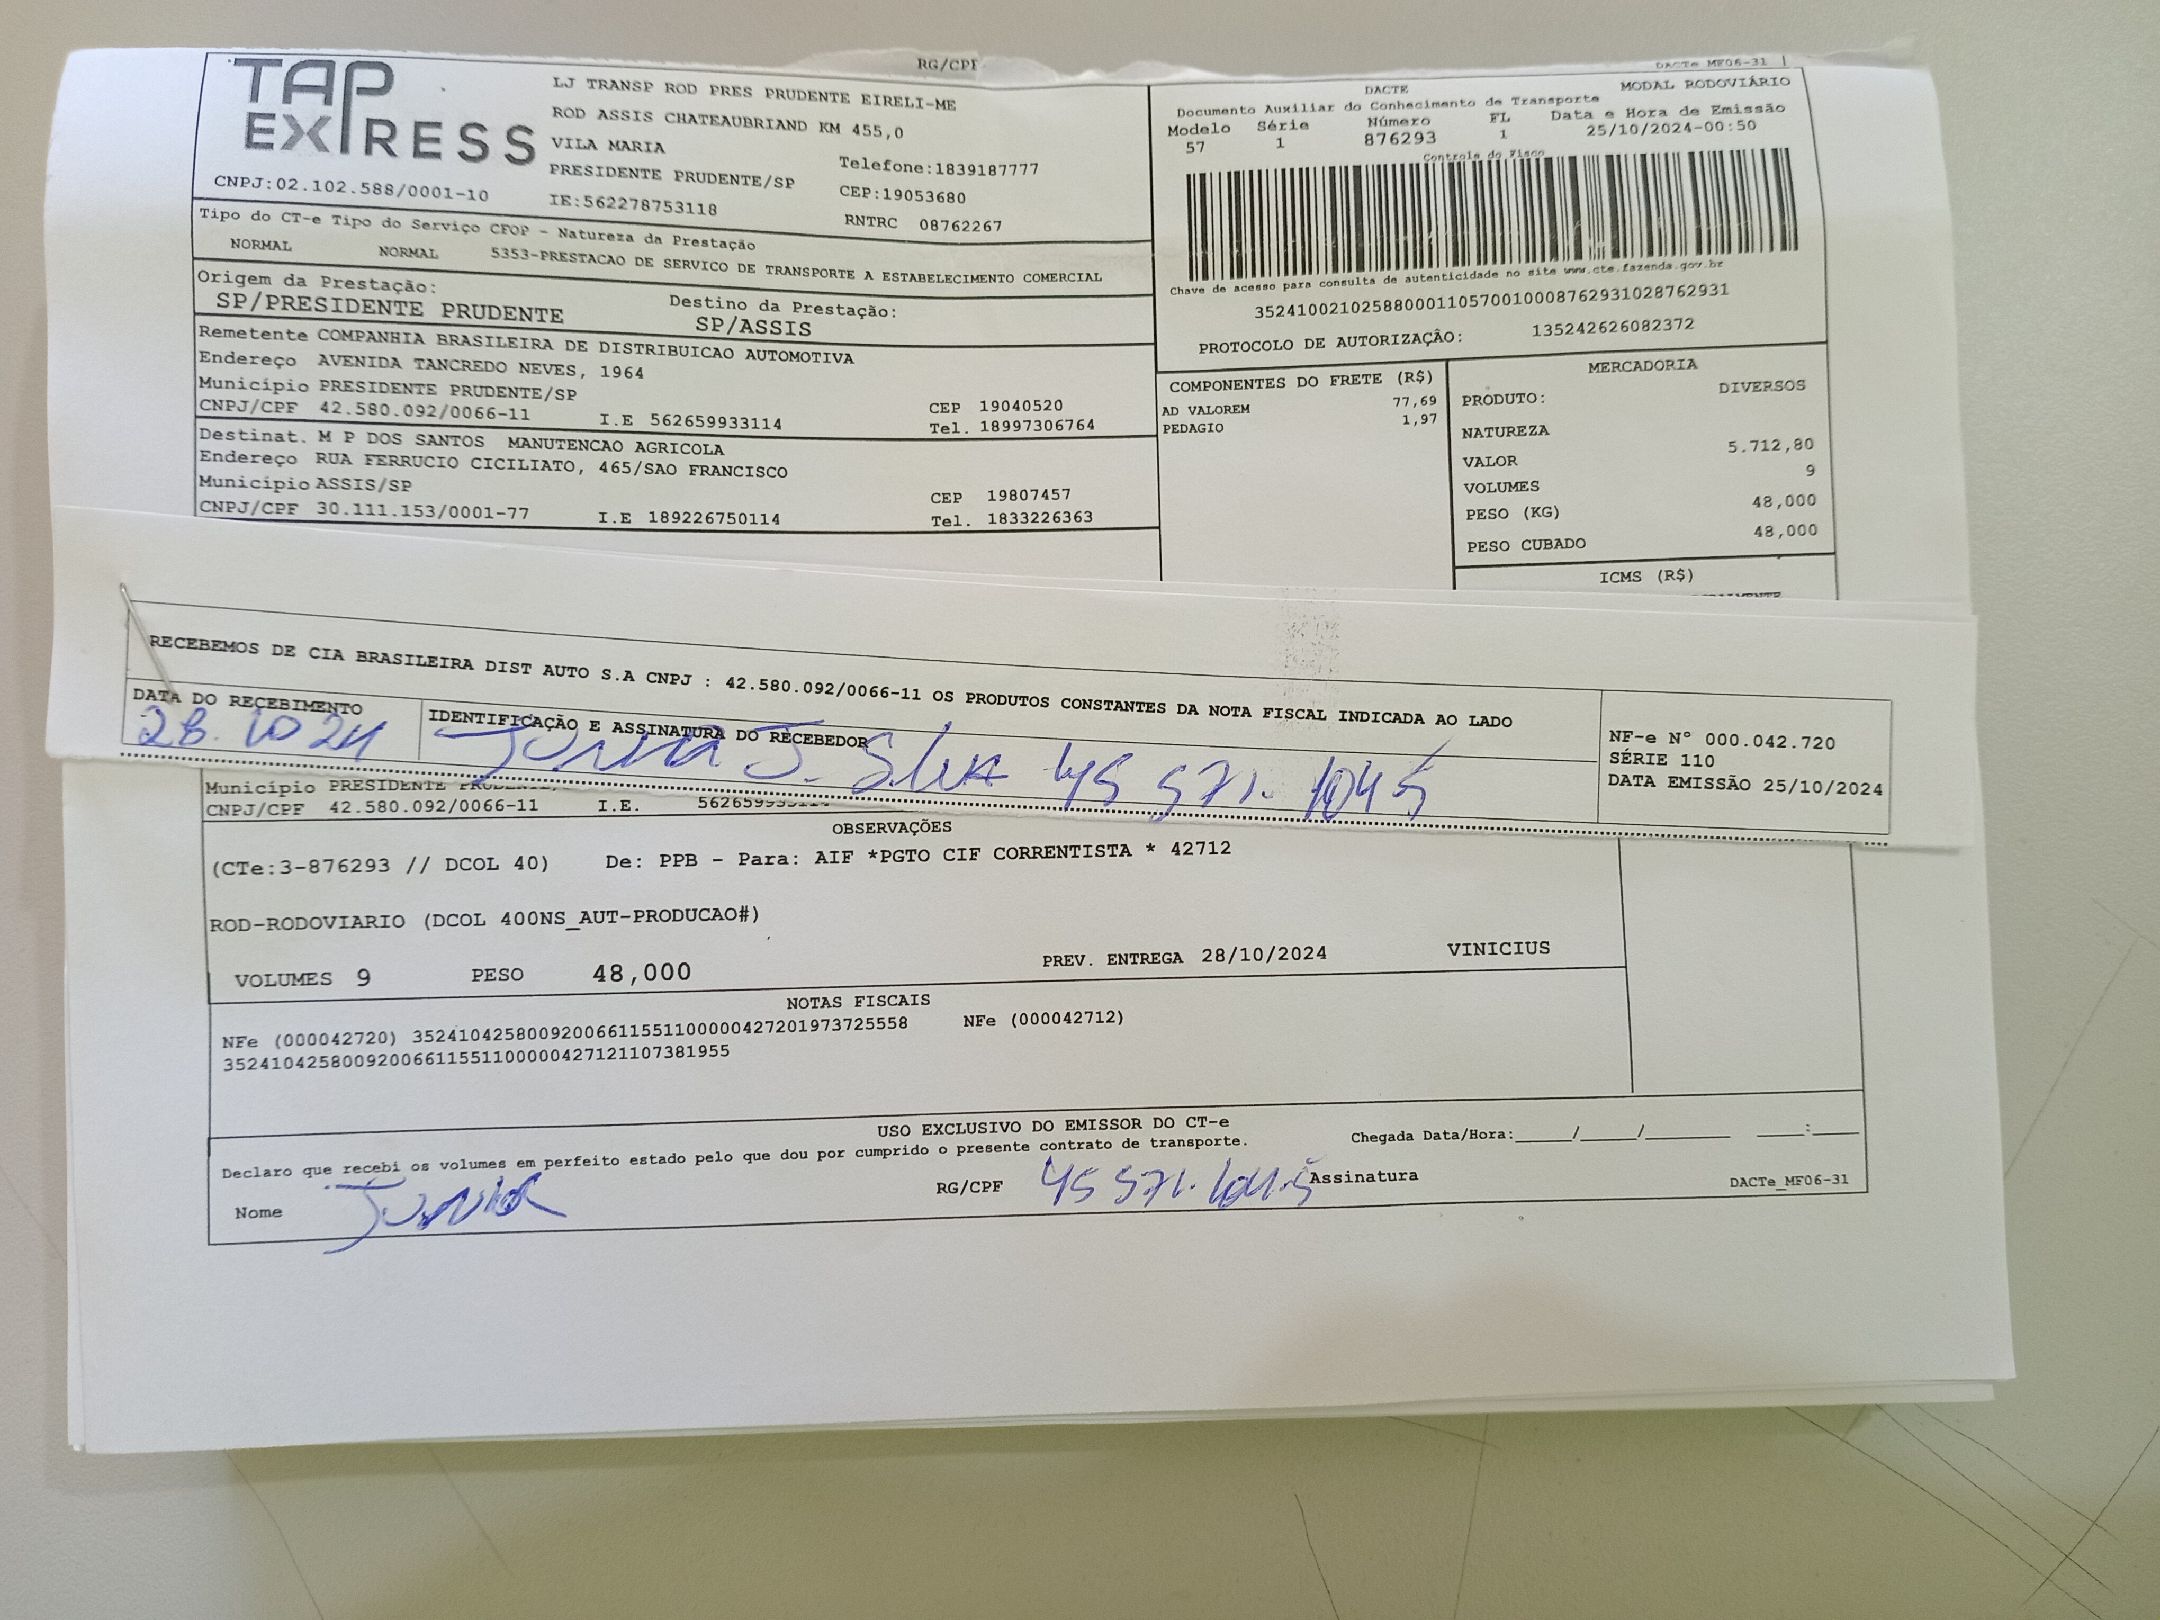 RG/CPF
DACTe MF06-31
TAP EXPRESS
LJ TRANSP ROD PRES PRUDENTE EIRELI-ME
ROD ASSIS CHATEAUBRIAND KM 455,0
VILA MARIA
PRESIDENTE PRUDENTE/SP
Telefone:1839187777
CEP:19053680
CNPJ:02.102.588/0001-10
IE:562278753118
RNTRC 08762267
DACTE
MODAL RODOVIÁRIO
Documento Auxiliar do Conhecimento de Transporte
Modelo Série Número FL Data e Hora de Emissão
57 1 876293 1 25/10/2024-00:50
Controle do Fisco
Chave de acesso para consulta de autenticidade no site www.cte.fazenda.gov.br
35241002102588000110570010008762931028762931
PROTOCOLO DE AUTORIZAÇÃO: 135242626082372
Tipo do CT-e Tipo do Serviço CFOP - Natureza da Prestação
NORMAL NORMAL 5353-PRESTACAO DE SERVICO DE TRANSPORTE A ESTABELECIMENTO COMERCIAL
Origem da Prestação: Destino da Prestação:
SP/PRESIDENTE PRUDENTE SP/ASSIS
Remetente COMPANHIA BRASILEIRA DE DISTRIBUICAO AUTOMOTIVA
Endereço AVENIDA TANCREDO NEVES, 1964
Município PRESIDENTE PRUDENTE/SP CEP 19040520
CNPJ/CPF 42.580.092/0066-11 I.E 562659933114 Tel. 18997306764
Destinat. M P DOS SANTOS MANUTENCAO AGRICOLA
Endereço RUA FERRUCIO CICILIATO, 465/SAO FRANCISCO
Município ASSIS/SP CEP 19807457
CNPJ/CPF 30.111.153/0001-77 I.E 189226750114 Tel. 1833226363
COMPONENTES DO FRETE (R$)
AD VALOREM 77,69
PEDAGIO 1,97
MERCADORIA
PRODUTO: DIVERSOS
NATUREZA
VALOR 5.712,80
VOLUMES 9
PESO (KG) 48,000
PESO CUBADO 48,000
ICMS (R$)
RECEBEMOS DE CIA BRASILEIRA DIST AUTO S.A CNPJ : 42.580.092/0066-11 OS PRODUTOS CONSTANTES DA NOTA FISCAL INDICADA AO LADO
DATA DO RECEBIMENTO
28.10 24
IDENTIFICAÇÃO E ASSINATURA DO RECEBEDOR
J. Silva 45 571.1045
NF-e N° 000.042.720
SÉRIE 110
DATA EMISSÃO 25/10/2024
Município PRESIDENTE PRUDENTE
CNPJ/CPF 42.580.092/0066-11 I.E. 562659933114
OBSERVAÇÕES
(CTe:3-876293 // DCOL 40) De: PPB - Para: AIF *PGTO CIF CORRENTISTA * 42712
ROD-RODOVIARIO (DCOL 400NS_AUT-PRODUCAO#)
VOLUMES 9 PESO 48,000 PREV. ENTREGA 28/10/2024 VINICIUS
NOTAS FISCAIS
NFe (000042720) 35241042580092006611551100000427201973725558 NFe (000042712)
35241042580092006611551100000427121107381955
USO EXCLUSIVO DO EMISSOR DO CT-e
Declaro que recebi os volumes em perfeito estado pelo que dou por cumprido o presente contrato de transporte.
Chegada Data/Hora:_____/_____/________ ____:____
Nome Junior RG/CPF 45 571.104.5 Assinatura
DACTe_MF06-31